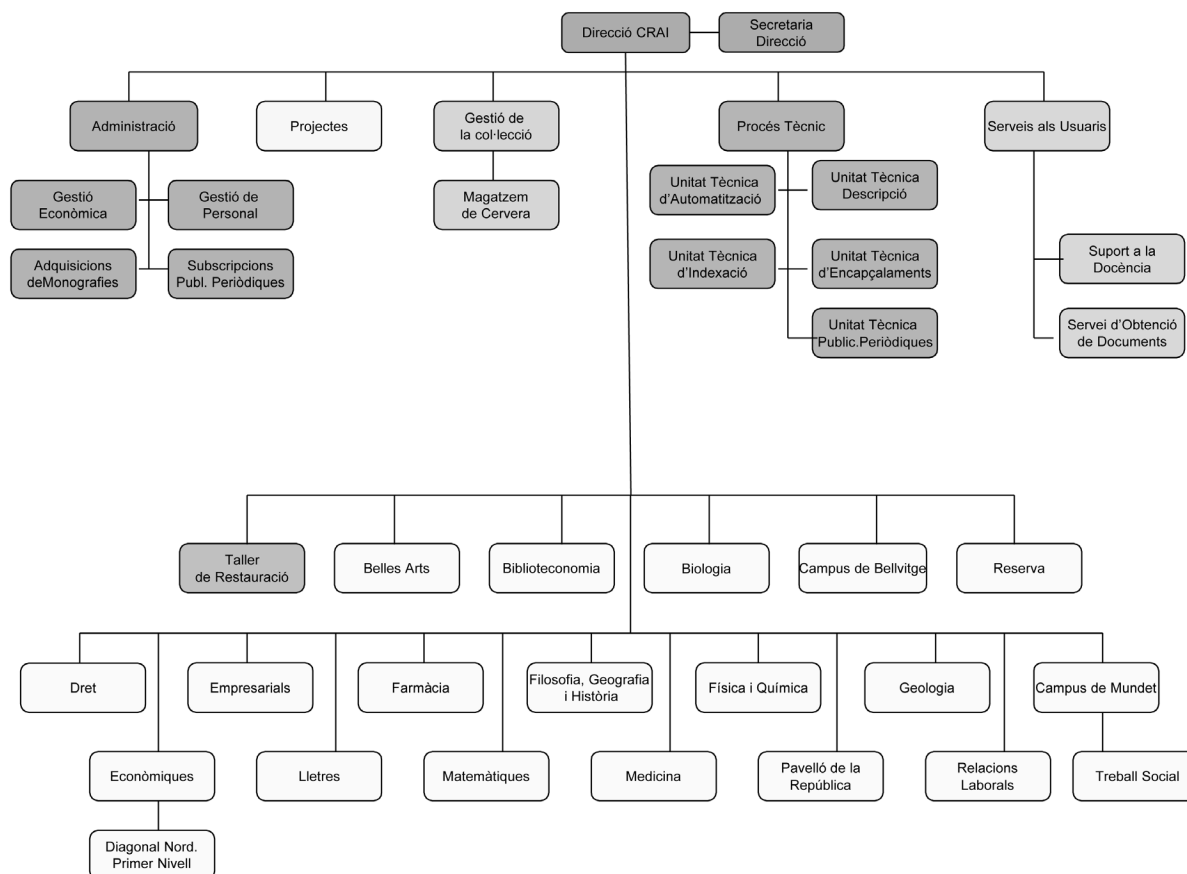 Direcció CRAI
Secretaria
Direcció
Administració
Projectes
Gestió de
la col·lecció
Procés Tècnic
Serveis als Usuaris
Gestió
Econòmica
Gestió de
Personal
Magatzem
de Cervera
Unitat Tècnica
d'Automatització
Unitat Tècnica
Descripció
Adquisicions
deMonografies
Subscripcions
Publ. Periòdiques
Unitat Tècnica
d'Indexació
Unitat Tècnica
d'Encapçalaments
Suport a la
Docència
Unitat Tècnica
Public.Periòdiques
Servei d'Obtenció
de Documents
Taller
de Restauració
Belles Arts
Biblioteconomia
Biologia
Campus de Bellvitge
Reserva
Dret
Empresarials
Farmàcia
Filosofia, Geografia
i Història
Física i Química
Geologia
Campus de Mundet
Econòmiques
Lletres
Matemàtiques
Medicina
Pavelló de la
República
Relacions
Laborals
Treball Social
Diagonal Nord.
Primer Nivell